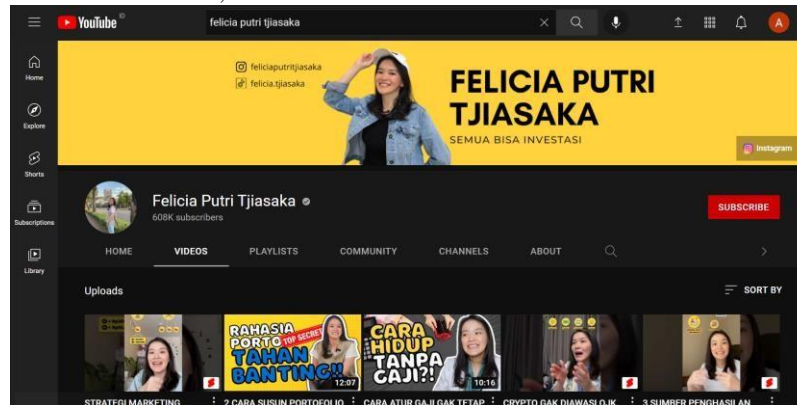 YouTube ID
felicia putri tjiasaka
A
Home
Explore
Shorts
Subscriptions
Library
feliciaputritjiasaka
felicia.tjiasaka
FELICIA PUTRI
TJIASAKA
SEMUA BISA INVESTASI
Instagram
Felicia Putri Tjiasaka
608K subscribers
SUBSCRIBE
HOME VIDEOS PLAYLISTS COMMUNITY CHANNELS ABOUT
Uploads
SORT BY
RAHASIA
PORTO TOP SECRET
TAHAN
BANTING!!
12:07
CARA
HIDUP
TANPA
GAJI?!
10:16
STRATEGI MARKETING
2 CARA SUSUN PORTOFOLIO
CARA ATUR GAJI GAK TETAP
CRYPTO GAK DIAWASI OJK
3 SUMBER PENGHASILAN